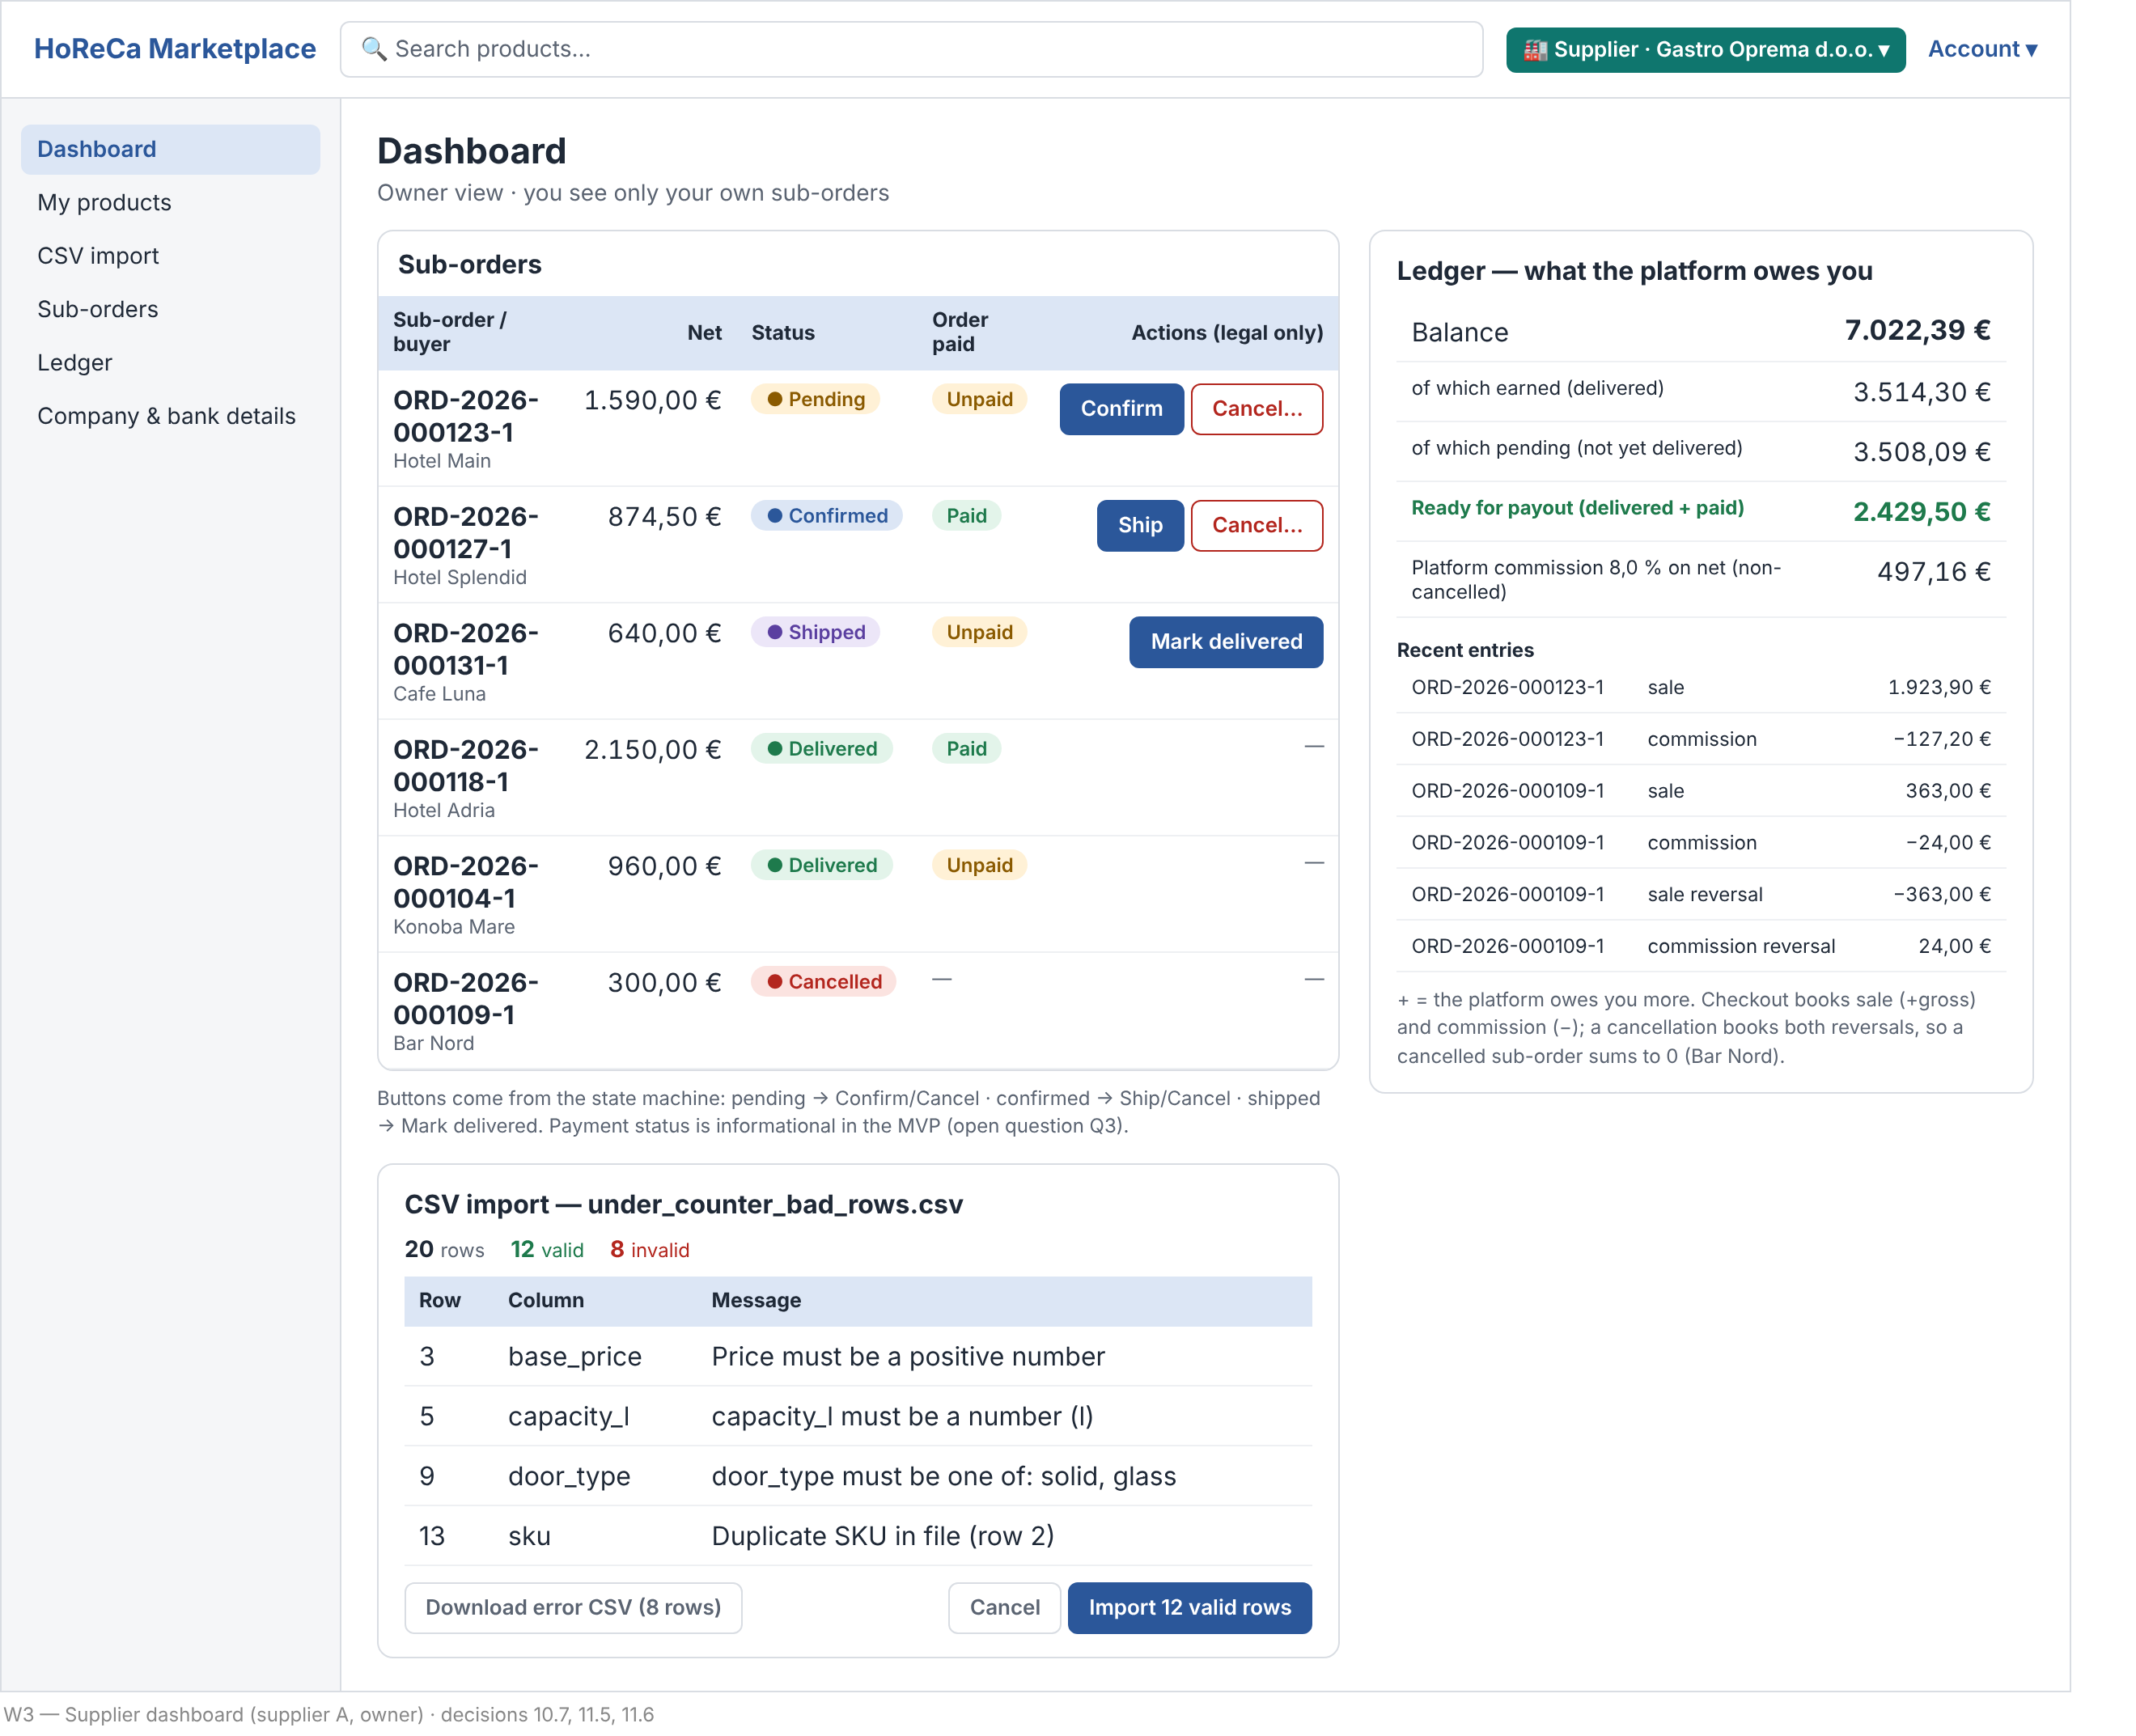 HoReCa Marketplace
🔍 Search products...
🏭 Supplier · Gastro Oprema d.o.o. ▾
Account ▾
Dashboard
My products
CSV import
Sub-orders
Ledger
Company & bank details
Dashboard
Owner view · you see only your own sub-orders
Sub-orders
Sub-order / buyer Net Status Order paid Actions (legal only)
ORD-2026-000123-1 1.590,00 € Pending Unpaid Confirm Cancel...
Hotel Main
ORD-2026-000127-1 874,50 € Confirmed Paid Ship Cancel...
Hotel Splendid
ORD-2026-000131-1 640,00 € Shipped Unpaid Mark delivered
Cafe Luna
ORD-2026-000118-1 2.150,00 € Delivered Paid —
Hotel Adria
ORD-2026-000104-1 960,00 € Delivered Unpaid —
Konoba Mare
ORD-2026-000109-1 300,00 € Cancelled — —
Bar Nord
Buttons come from the state machine: pending → Confirm/Cancel · confirmed → Ship/Cancel · shipped
→ Mark delivered. Payment status is informational in the MVP (open question Q3).
CSV import — under_counter_bad_rows.csv
20 rows 12 valid 8 invalid
Row Column Message
3 base_price Price must be a positive number
5 capacity_l capacity_l must be a number (l)
9 door_type door_type must be one of: solid, glass
13 sku Duplicate SKU in file (row 2)
Download error CSV (8 rows) Cancel Import 12 valid rows
Ledger — what the platform owes you
Balance 7.022,39 €
of which earned (delivered) 3.514,30 €
of which pending (not yet delivered) 3.508,09 €
Ready for payout (delivered + paid) 2.429,50 €
Platform commission 8,0 % on net (non-cancelled) 497,16 €
Recent entries
ORD-2026-000123-1 sale 1.923,90 €
ORD-2026-000123-1 commission −127,20 €
ORD-2026-000109-1 sale 363,00 €
ORD-2026-000109-1 commission −24,00 €
ORD-2026-000109-1 sale reversal −363,00 €
ORD-2026-000109-1 commission reversal 24,00 €
+ = the platform owes you more. Checkout books sale (+gross)
and commission (−); a cancellation books both reversals, so a
cancelled sub-order sums to 0 (Bar Nord).
W3 — Supplier dashboard (supplier A, owner) · decisions 10.7, 11.5, 11.6